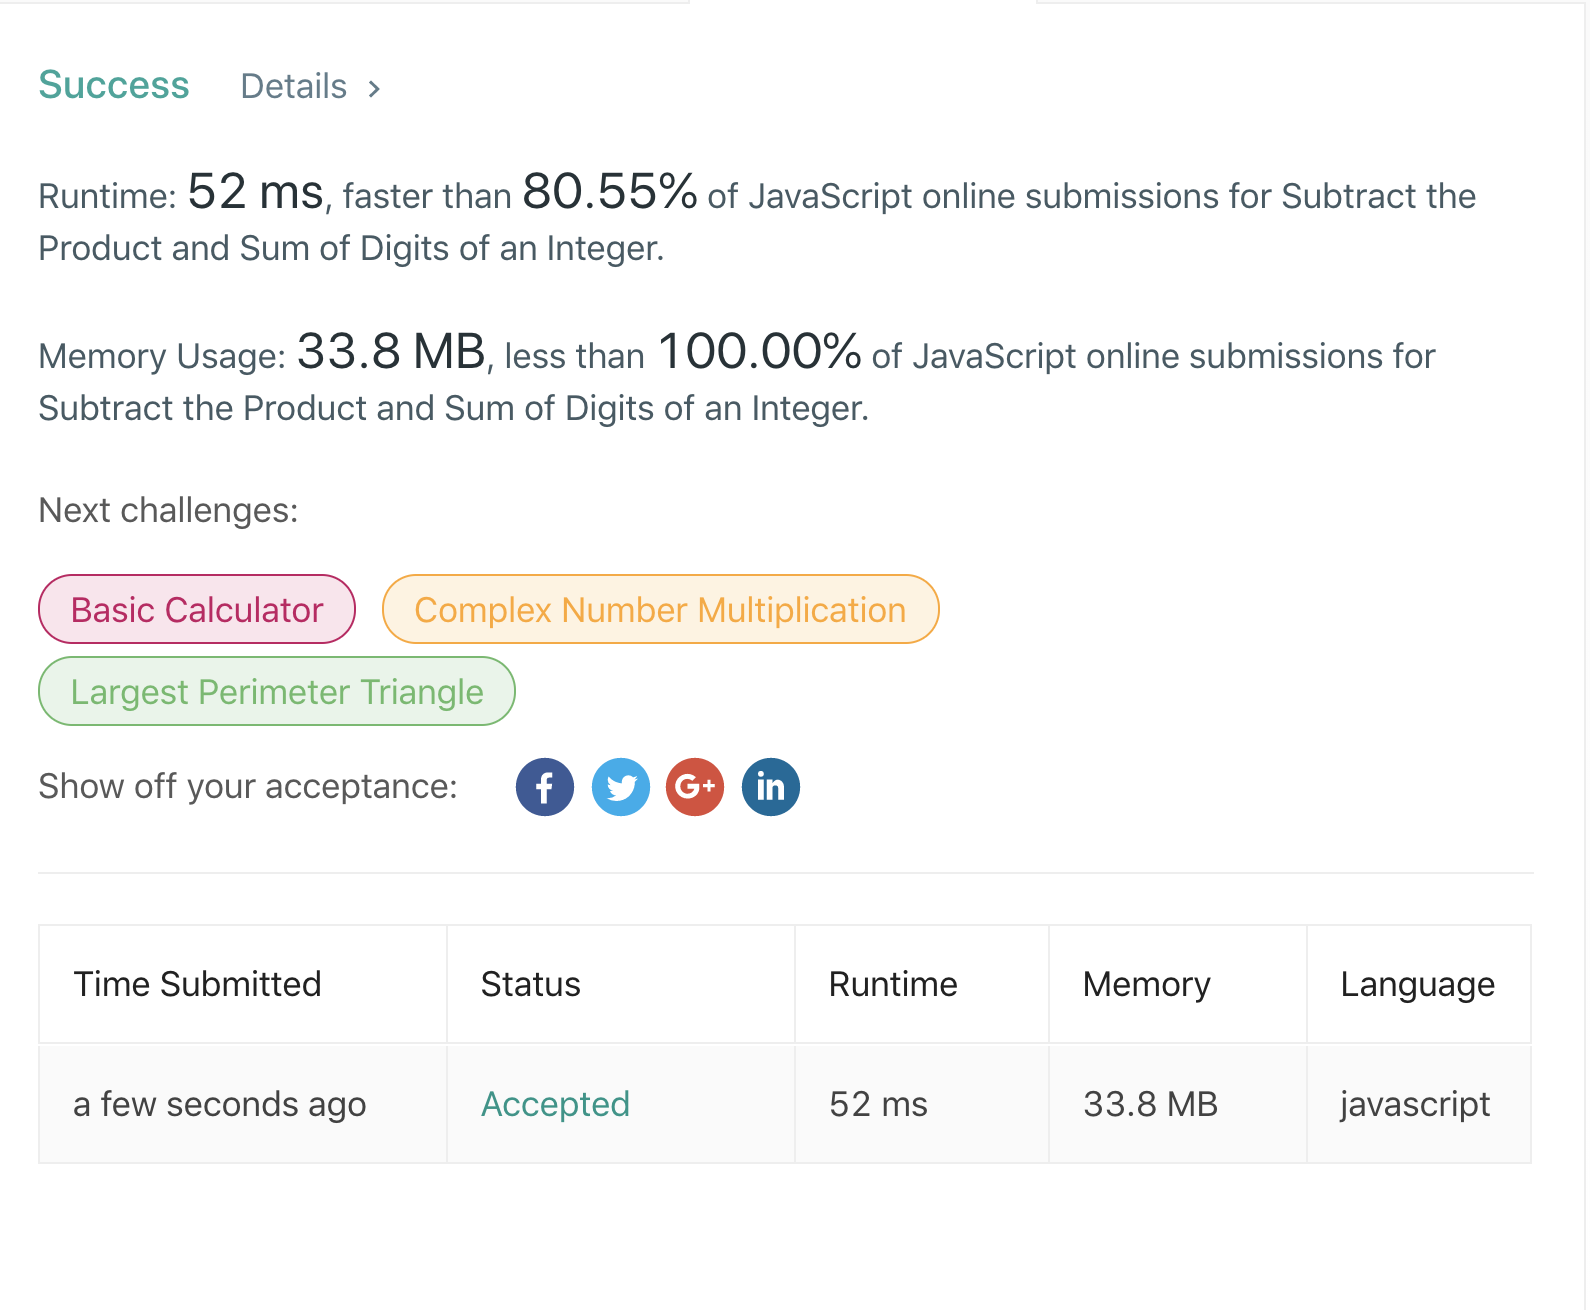 Success Details >
Runtime: 52 ms, faster than 80.55% of JavaScript online submissions for Subtract the
Product and Sum of Digits of an Integer.
Memory Usage: 33.8 MB, less than 100.00% of JavaScript online submissions for
Subtract the Product and Sum of Digits of an Integer.
Next challenges:
Basic Calculator Complex Number Multiplication
Largest Perimeter Triangle
Show off your acceptance: f G+ in
Time Submitted Status Runtime Memory Language
a few seconds ago Accepted 52 ms 33.8 MB javascript